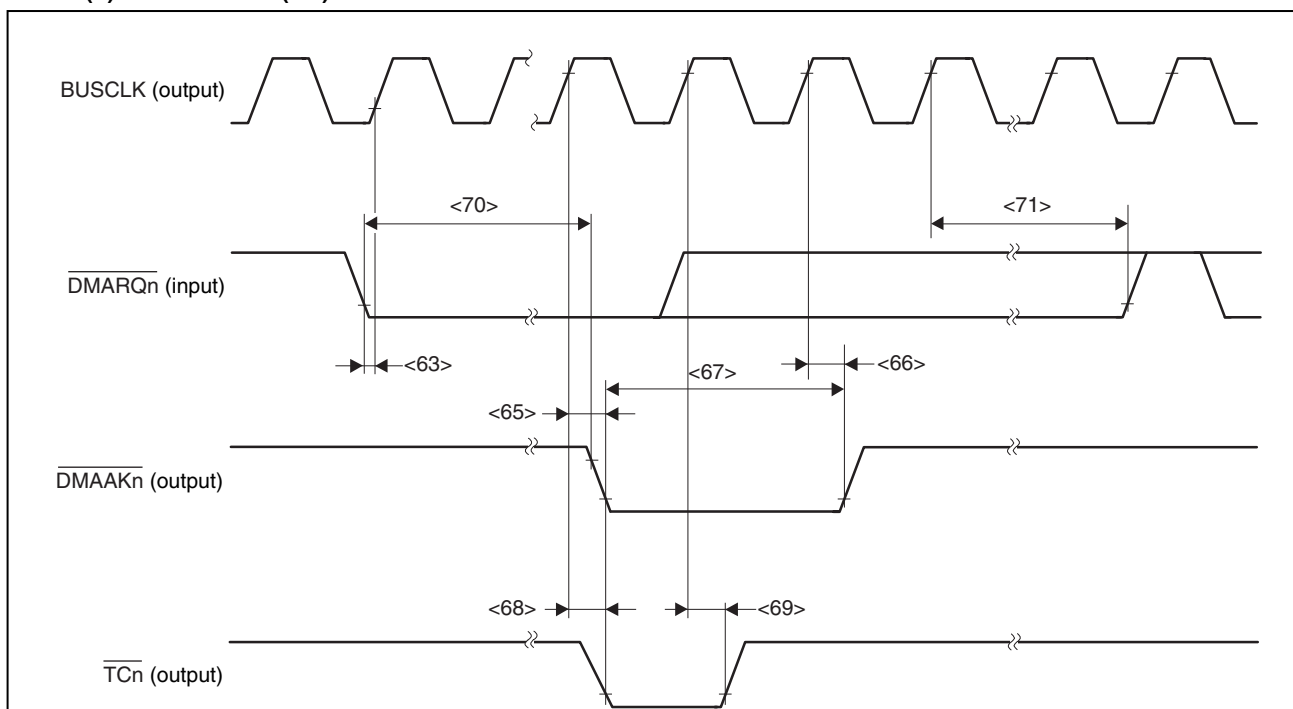 BUSCLK (output)
<70>
<71>
DMARQn (input)
<63>
<67>
<66>
<65>
DMAAKn (output)
<68>
<69>
TCn (output)